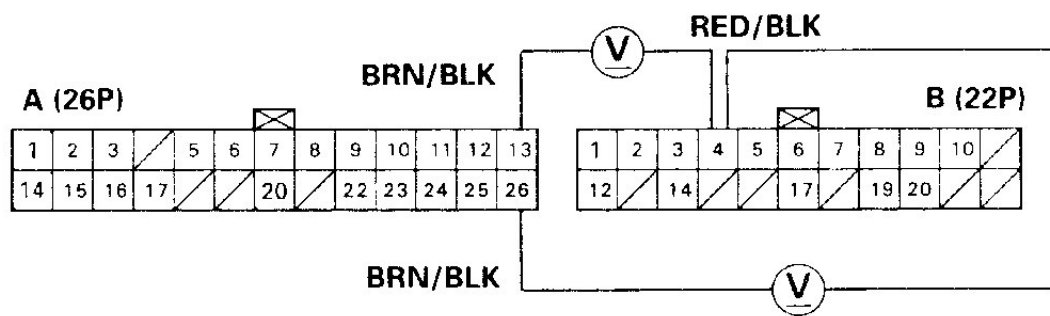 RED/BLK
V
BRN/BLK
A (26P)
B (22P)
1 2 3 5 6 7 8 9 10 11 12 13
1 2 3 4 5 6 7 8 9 10
14 15 16 17 20 22 23 24 25 26
12 14 17 19 20
BRN/BLK
V